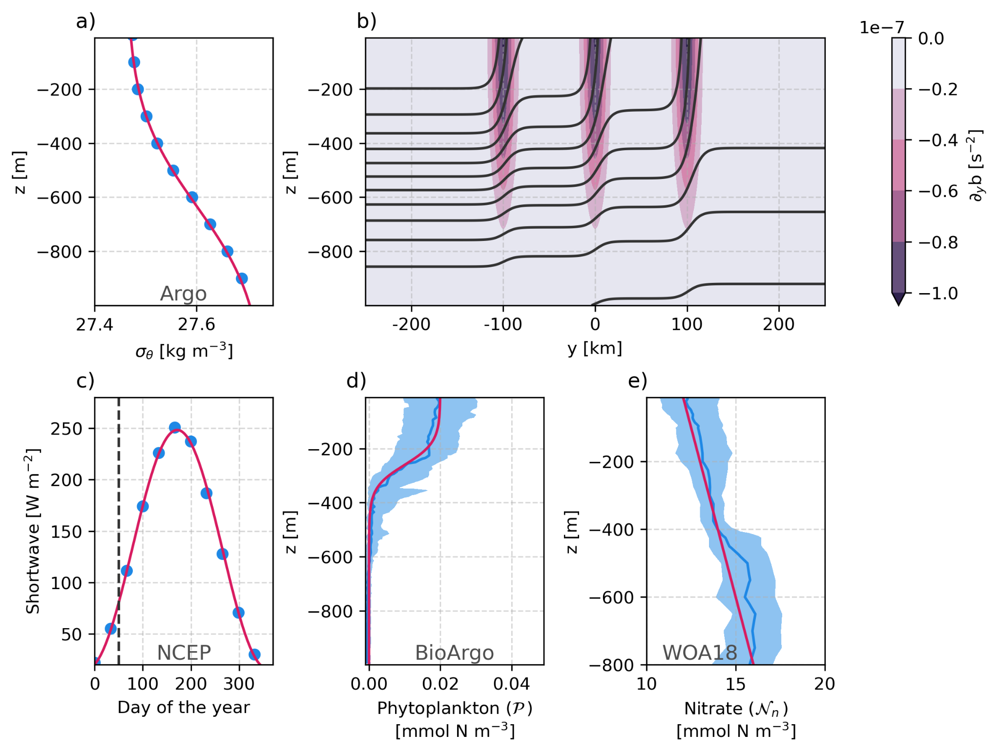 a)
−200
−400
−600
−800
z [m]
Argo
27.4 27.6
σθ [kg m−3]
b)
−200
−400
−600
−800
z [m]
-200 -100 0 100 200
y [km]
1e−7
0.0
−0.2
−0.4
−0.6
−0.8
−1.0
∂yb [s−2]
c)
250
200
150
100
50
Shortwave [W m−2]
NCEP
0 100 200 300
Day of the year
d)
−200
−400
−600
−800
z [m]
BioArgo
0.00 0.02 0.04
Phytoplankton (𝒫)
[mmol N m−3]
e)
−200
−400
−600
−800
z [m]
WOA18
10 15 20
Nitrate (𝒩n)
[mmol N m−3]